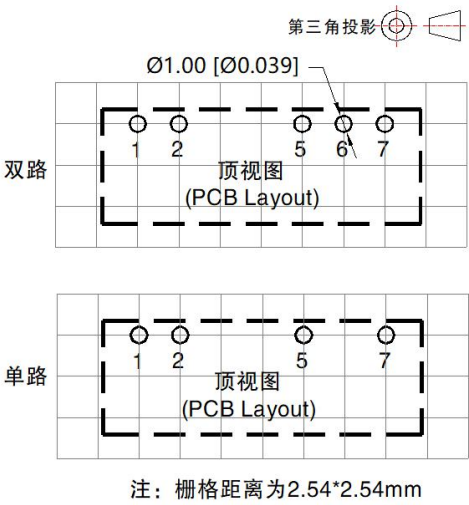 第三角投影
Ø1.00 [Ø0.039]
双路
1 2 5 6 7
顶视图
(PCB Layout)
单路
1 2 5 7
顶视图
(PCB Layout)
注：栅格距离为2.54*2.54mm